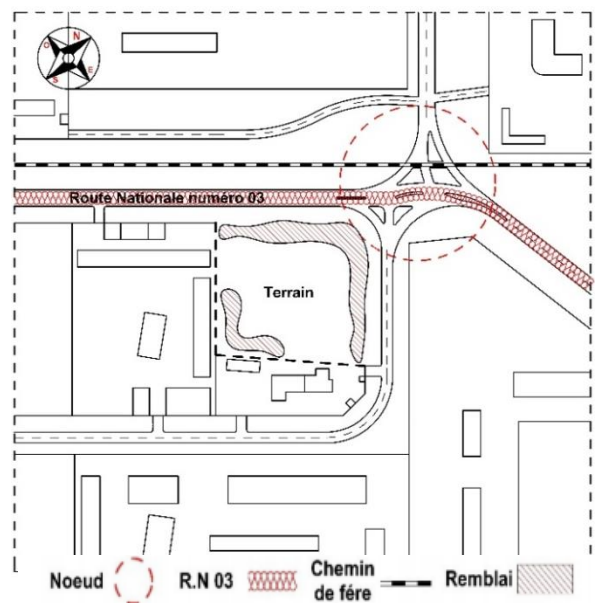 N
O
E
S
Route Nationale numéro 03
Terrain
Noeud
R.N 03
Chemin
de fére
Remblai